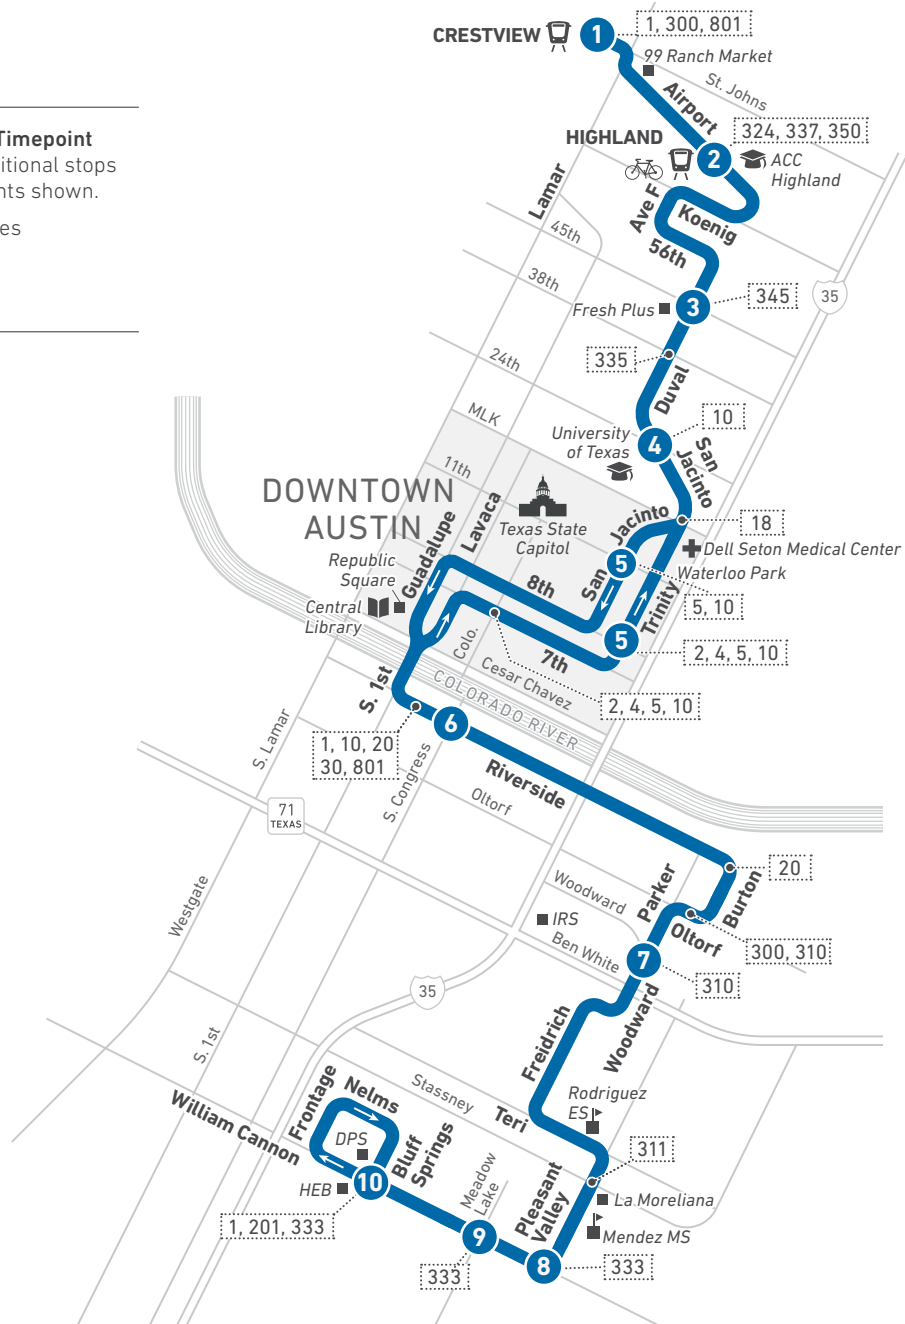 CRESTVIEW
1
1, 300, 801
99 Ranch Market
St. Johns
Airport
Timepoint
itional stops
nts shown.
es
HIGHLAND
2
324, 337, 350
ACC
Highland
Lamar
Ave F
Koenig
45th
56th
38th
35
Fresh Plus
3
345
335
24th
Duval
MLK
10
University
of Texas
4
San
Jacinto
11th
DOWNTOWN
AUSTIN
Guadalupe
Lavaca
Texas State
Capitol
Jacinto
San
18
Dell Seton Medical Center
Waterloo Park
Republic
Square
Central
Library
8th
5
5, 10
Trinity
5
2, 4, 5, 10
Colo.
7th
Cesar Chavez
2, 4, 5, 10
S. 1st
COLORADO RIVER
6
1, 10, 20
30, 801
S. Lamar
S. Congress
Riverside
Oltorf
71
TEXAS
20
Burton
Parker
Woodward
Oltorf
300, 310
Westgate
IRS
Ben White
7
310
35
Woodward
Freidrich
S. 1st
Rodriguez
ES
Stassney
Teri
Frontage
Nelms
William Cannon
DPS
Bluff
Springs
311
Meadow
Lake
Pleasant
Valley
La Moreliana
Mendez MS
HEB
10
1, 201, 333
9
333
8
333